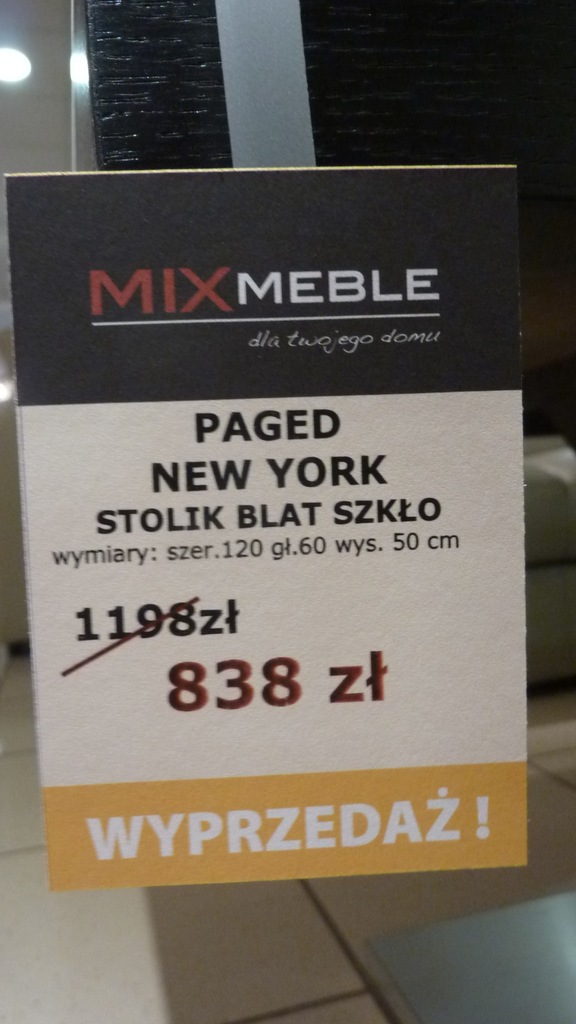 MIXMEBLE
dla twojego domu
PAGED
NEW YORK
STOLIK BLAT SZKŁO
wymiary: szer.120 gł.60 wys. 50 cm
1198zł
838 zł
WYPRZEDAŻ!